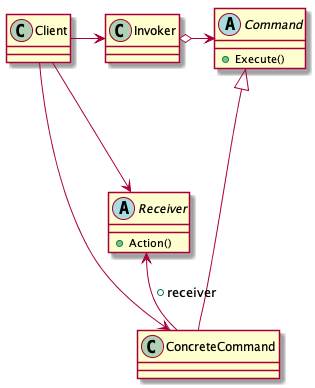 C Client
C Invoker
A Command
Execute()
A Receiver
Action()
receiver
C ConcreteCommand